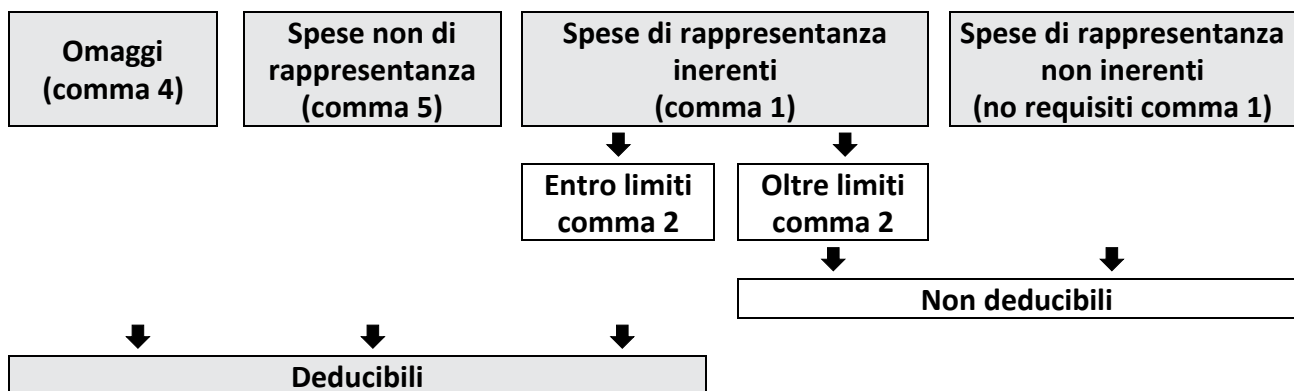 Omaggi
(comma 4)
Spese non di
rappresentanza
(comma 5)
Spese di rappresentanza
inerenti
(comma 1)
Spese di rappresentanza
non inerenti
(no requisiti comma 1)
Entro limiti
comma 2
Oltre limiti
comma 2
Non deducibili
Deducibili